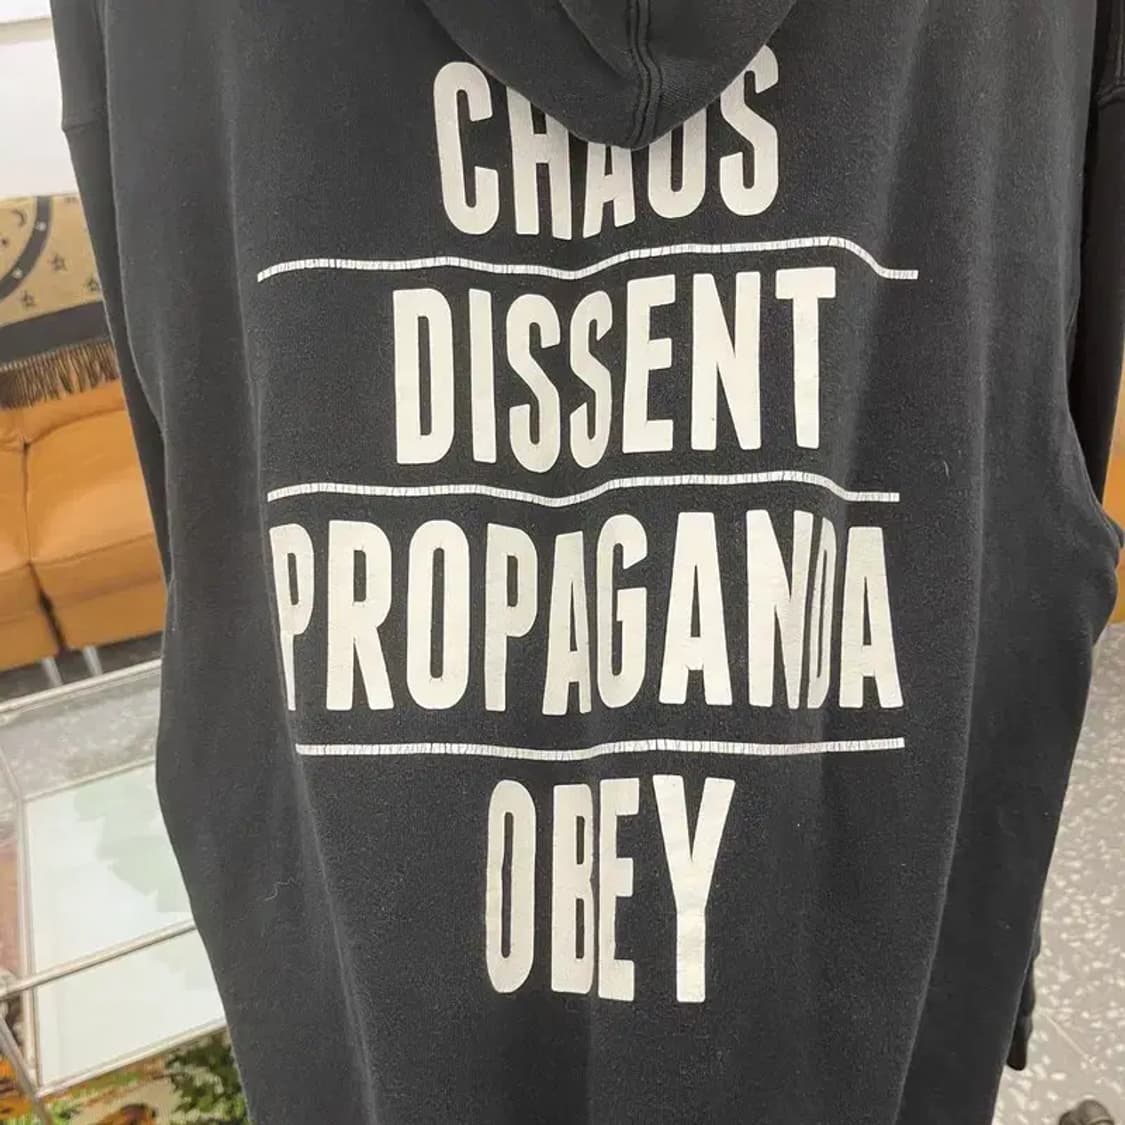 CHAOS
DISSENT
PROPAGANDA
OBEY